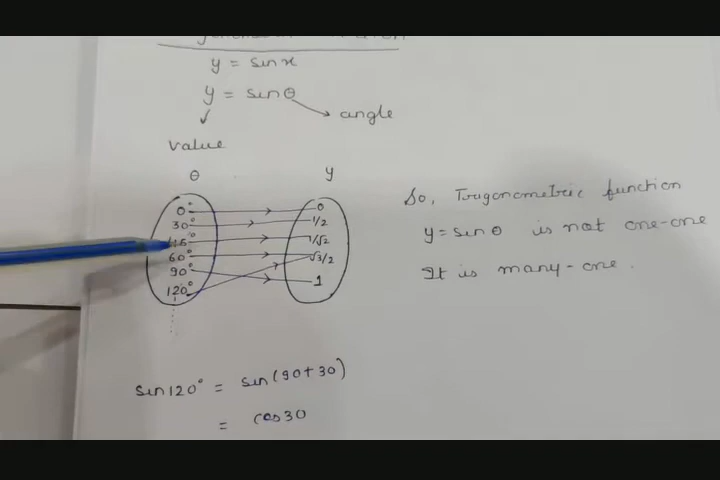 y = sin x
y = sin θ
angle
value
θ
y
0°
30°
60°
90°
120°
0
1/2
1/√2
√3/2
1
So, Trigonometric function
y = sin θ is not one-one
It is many-one.
sin 120° = sin(90+30)
= cos 30